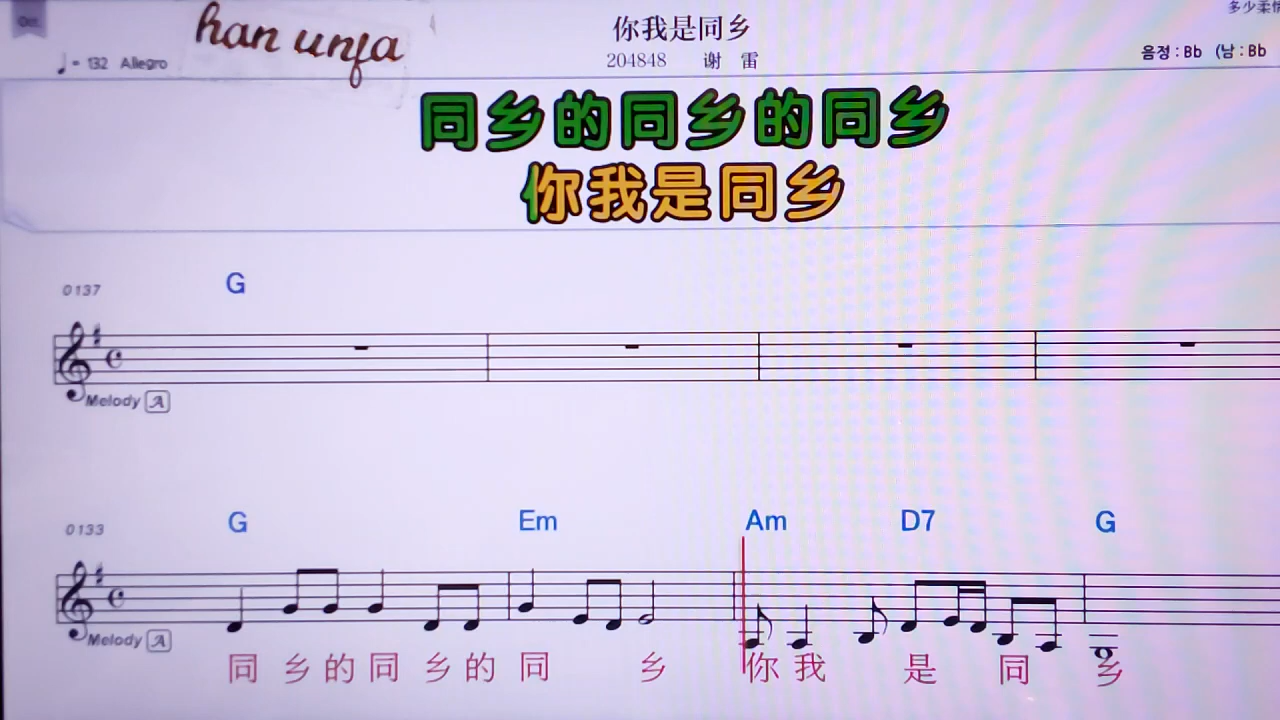 han unfa
你我是同乡
多少柔情
♩= 132 Allegro
204848 谢 雷
음정 : Bb (남 : Bb
同乡的同乡的同乡
你我是同乡
0137 G
Melody A
0133 G Em Am D7 G
Melody A
同 乡 的 同 乡 的 同 乡 你 我 是 同 乡